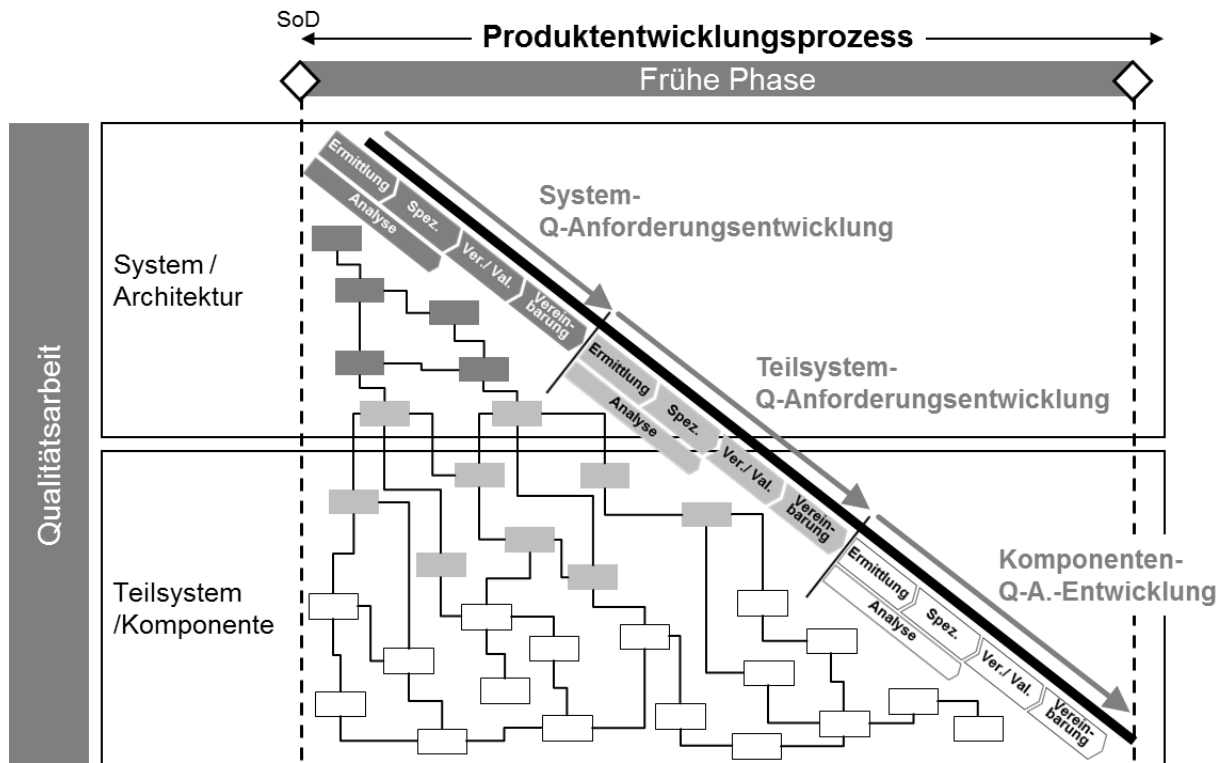 SoD
Produktentwicklungsprozess
Frühe Phase
Qualitätsarbeit
System /
Architektur
Ermittlung
Analyse
Spez.
Ver./ Val.
Verein-
barung
System-
Q-Anforderungsentwicklung
Ermittlung
Analyse
Spez.
Ver./ Val.
Verein-
barung
Teilsystem-
Q-Anforderungsentwicklung
Teilsystem
/Komponente
Ermittlung
Analyse
Spez.
Ver./ Val.
Verein-
barung
Komponenten-
Q-A.-Entwicklung